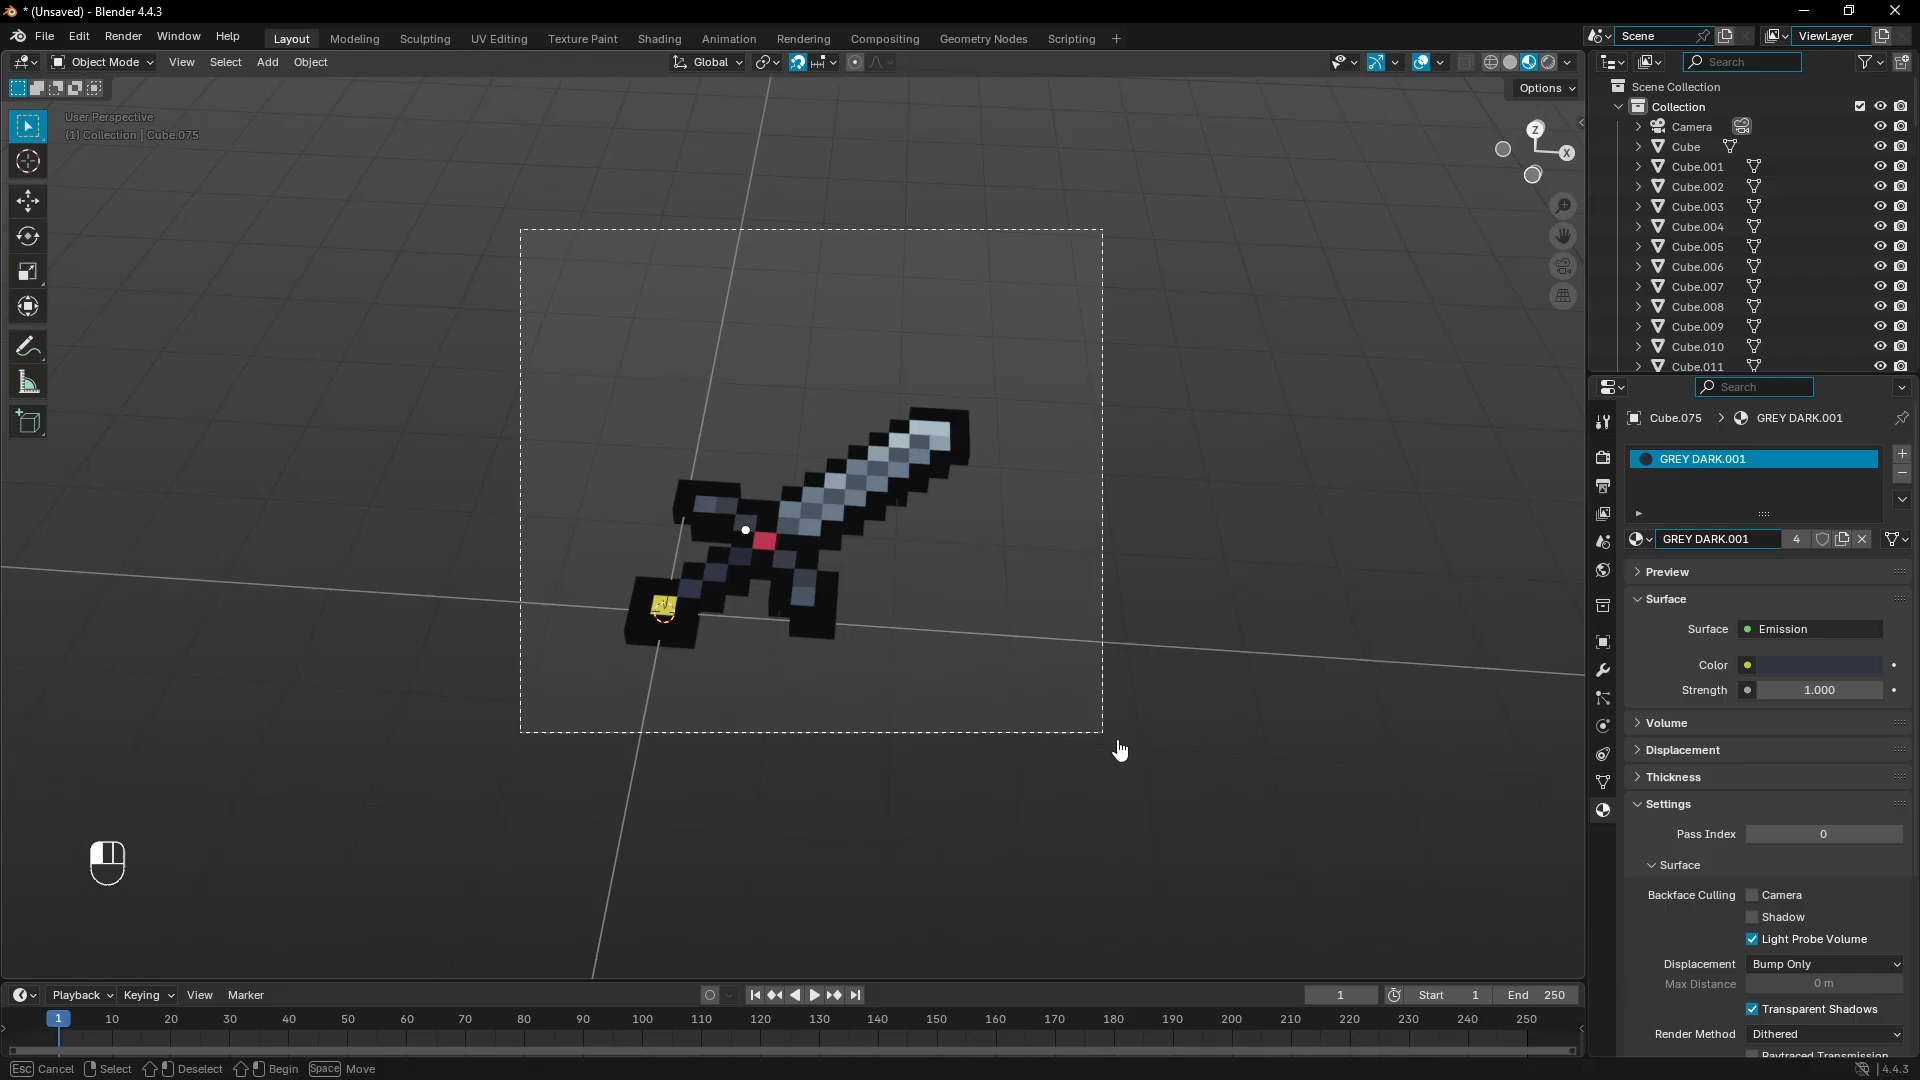 * (Unsaved) - Blender 4.4.3
File Edit Render Window Help Layout Modeling Sculpting UV Editing Texture Paint Shading Animation Rendering Compositing Geometry Nodes Scripting + Scene ViewLayer
Object Mode View Select Add Object Global Search
Options
User Perspective
(1) Collection | Cube.075
Z
X
Scene Collection
Collection
Camera
Cube
Cube.001
Cube.002
Cube.003
Cube.004
Cube.005
Cube.006
Cube.007
Cube.008
Cube.009
Cube.010
Cube.011
Search
Cube.075 > GREY DARK.001
GREY DARK.001
GREY DARK.001 4
Preview
Surface
Surface Emission
Color
Strength 1.000
Volume
Displacement
Thickness
Settings
Pass Index 0
Surface
Backface Culling Camera
Shadow
Light Probe Volume
Displacement Bump Only
Max Distance 0 m
Transparent Shadows
Render Method Dithered
Raytraced Transmission
Playback Keying View Marker 1 Start 1 End 250
1 10 20 30 40 50 60 70 80 90 100 110 120 130 140 150 160 170 180 190 200 210 220 230 240 250
Esc Cancel Select Deselect Begin Space Move 4.4.3